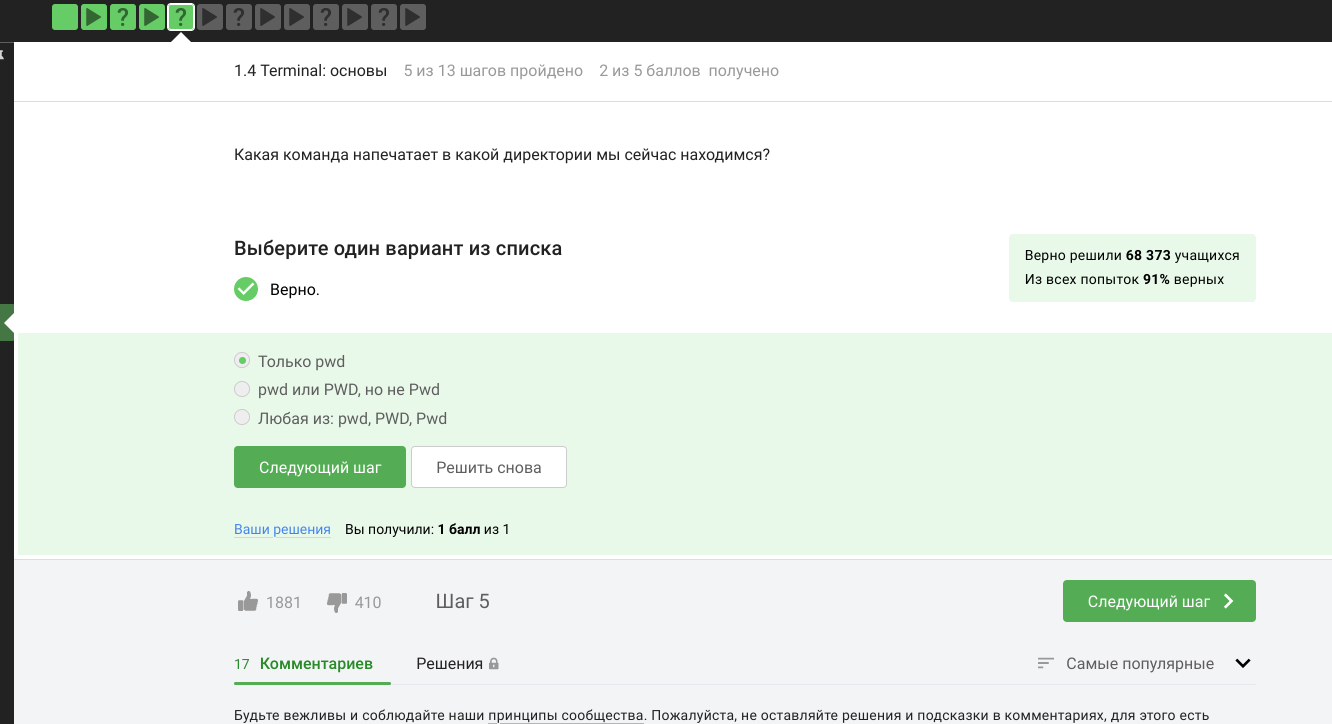 ? ? ? ? ?
1.4 Terminal: основы 5 из 13 шагов пройдено 2 из 5 баллов получено
Какая команда напечатает в какой директории мы сейчас находимся?
Выберите один вариант из списка
Верно решили 68 373 учащихся
Из всех попыток 91% верных
Верно.
Только pwd
pwd или PWD, но не Pwd
Любая из: pwd, PWD, Pwd
Следующий шаг Решить снова
Ваши решения Вы получили: 1 балл из 1
1881 410 Шаг 5 Следующий шаг
17 Комментариев Решения Самые популярные
Будьте вежливы и соблюдайте наши принципы сообщества. Пожалуйста, не оставляйте решения и подсказки в комментариях, для этого есть